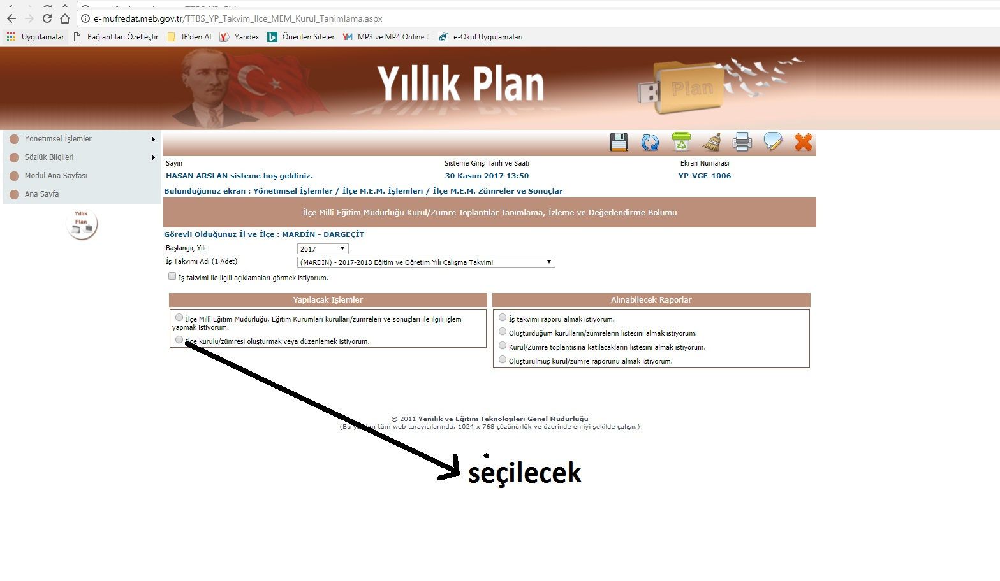 e-mufredat.meb.gov.tr/TTBS_YP_Takvim_Ilce_MEM_Kurul_Tanimlama.aspx
Uygulamalar Bağlantıları Özelleştir IE'den Al Yandex Önerilen Siteler MP3 ve MP4 Online e-Okul Uygulamaları
Yıllık Plan
Plan
Yönetimsel İşlemler
Sözlük Bilgileri
Modül Ana Sayfası
Ana Sayfa
Yıllık
Plan
Sayın Sisteme Giriş Tarih ve Saati Ekran Numarası
HASAN ARSLAN sisteme hoş geldiniz. 30 Kasım 2017 13:50 YP-VGE-1006
Bulunduğunuz ekran : Yönetimsel İşlemler / İlçe M.E.M. İşlemleri / İlçe M.E.M. Zümreler ve Sonuçlar
İlçe Millî Eğitim Müdürlüğü Kurul/Zümre Toplantılar Tanımlama, İzleme ve Değerlendirme Bölümü
Görevli Olduğunuz İl ve İlçe : MARDİN - DARGEÇİT
Başlangıç Yılı 2017
İş Takvimi Adı (1 Adet) (MARDİN) - 2017-2018 Eğitim ve Öğretim Yılı Çalışma Takvimi
İş takvimi ile ilgili açıklamaları görmek istiyorum.
Yapılacak İşlemler
İlçe Millî Eğitim Müdürlüğü, Eğitim Kurumları kurulları/zümreleri ve sonuçları ile ilgili işlem
yapmak istiyorum.
İlçe kurulu/zümresi oluşturmak veya düzenlemek istiyorum.
Alınabilecek Raporlar
İş takvimi raporu almak istiyorum.
Oluşturduğum kurulların/zümrelerin listesini almak istiyorum.
Kurul/Zümre toplantısına katılacakların listesini almak istiyorum.
Oluşturulmuş kurul/zümre raporunu almak istiyorum.
© 2011 Yenilik ve Eğitim Teknolojileri Genel Müdürlüğü
(Bu yazılım tüm web tarayıcılarında, 1024 x 768 çözünürlük ve üzerinde en iyi şekilde çalışır.)
seçilecek